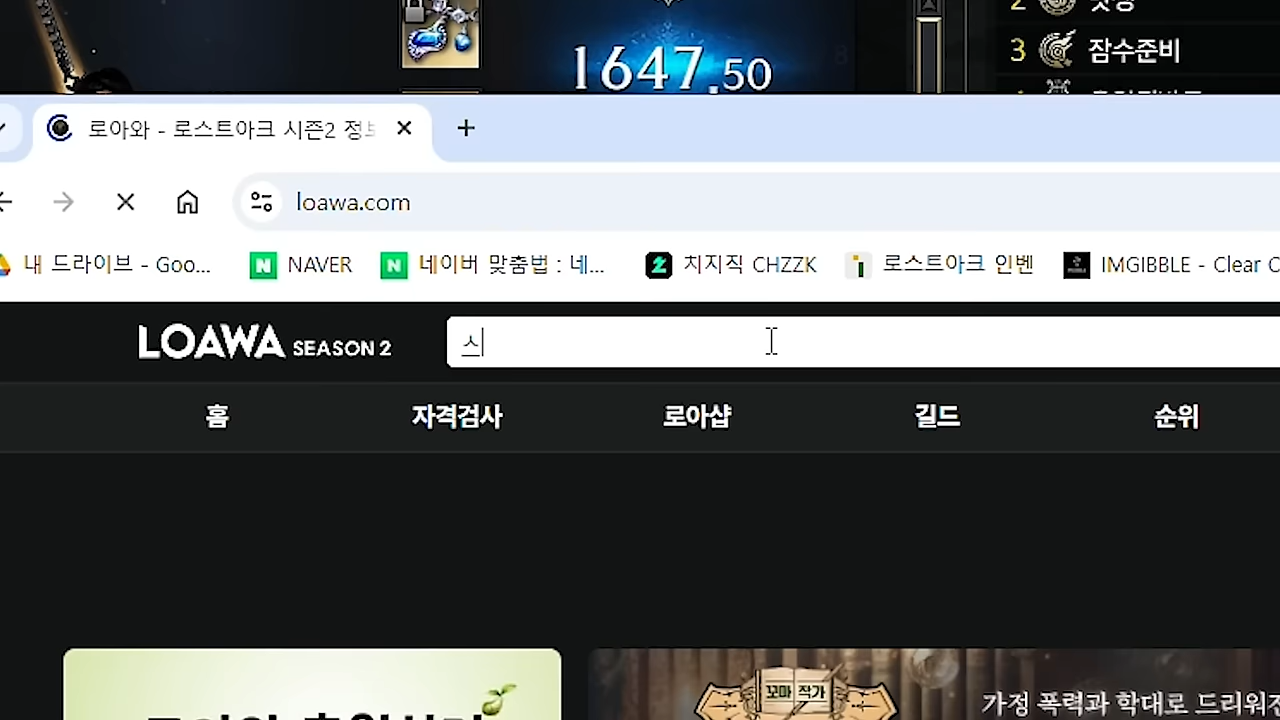 2
1647.50
3 잠수준비
로아와 - 로스트아크 시즌2 정보
loawa.com
내 드라이브 - Goo...
NAVER
네이버 맞춤법 : 네...
치지직 CHZZK
로스트아크 인벤
IMGIBBLE - Clear
LOAWA SEASON 2
스
홈
자격검사
로아샵
길드
순위
꼬마 작가
가정 폭력과 학대로 드리워진